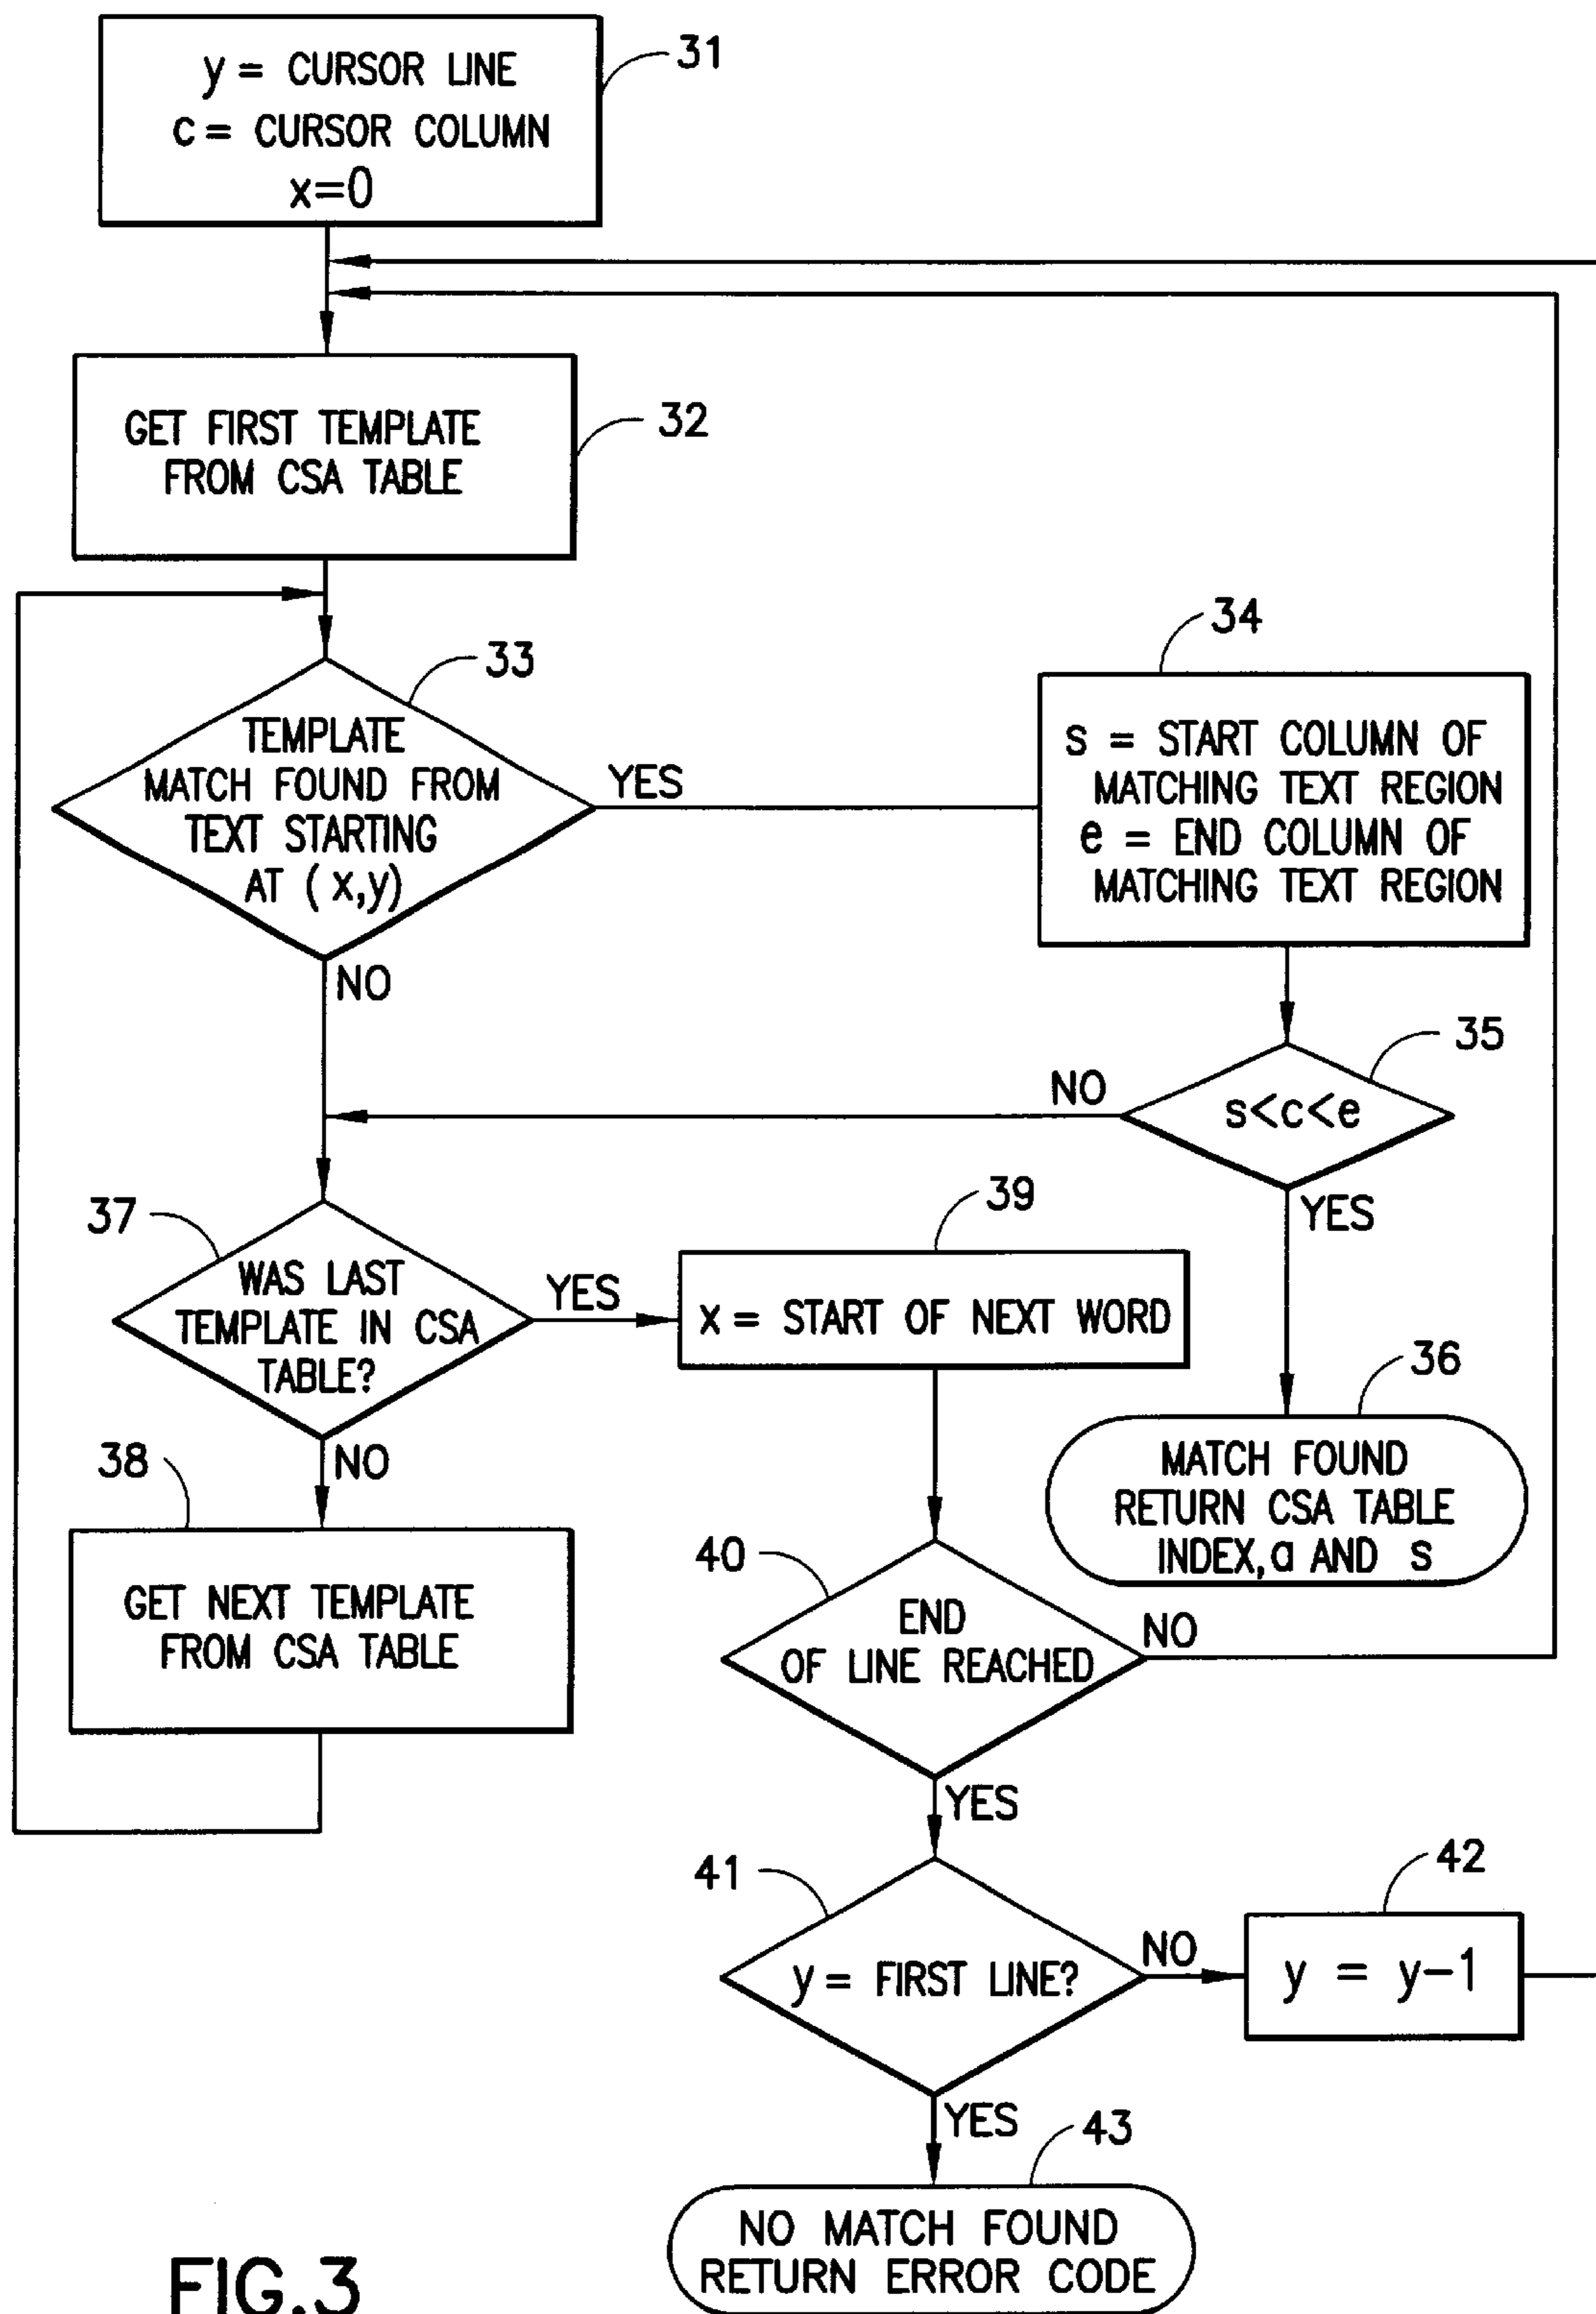 31
y = CURSOR LINE
c = CURSOR COLUMN
x=0
32
GET FIRST TEMPLATE
FROM CSA TABLE
33
TEMPLATE
MATCH FOUND FROM
TEXT STARTING
AT (x,y)
YES
NO
34
s = START COLUMN OF
MATCHING TEXT REGION
e = END COLUMN OF
MATCHING TEXT REGION
35
s<c<e
NO
YES
36
MATCH FOUND
RETURN CSA TABLE
INDEX,a AND s
37
WAS LAST
TEMPLATE IN CSA
TABLE?
YES
NO
38
GET NEXT TEMPLATE
FROM CSA TABLE
39
x = START OF NEXT WORD
40
END
OF LINE REACHED
NO
YES
41
y = FIRST LINE?
NO
YES
42
y = y-1
43
NO MATCH FOUND
RETURN ERROR CODE
FIG.3